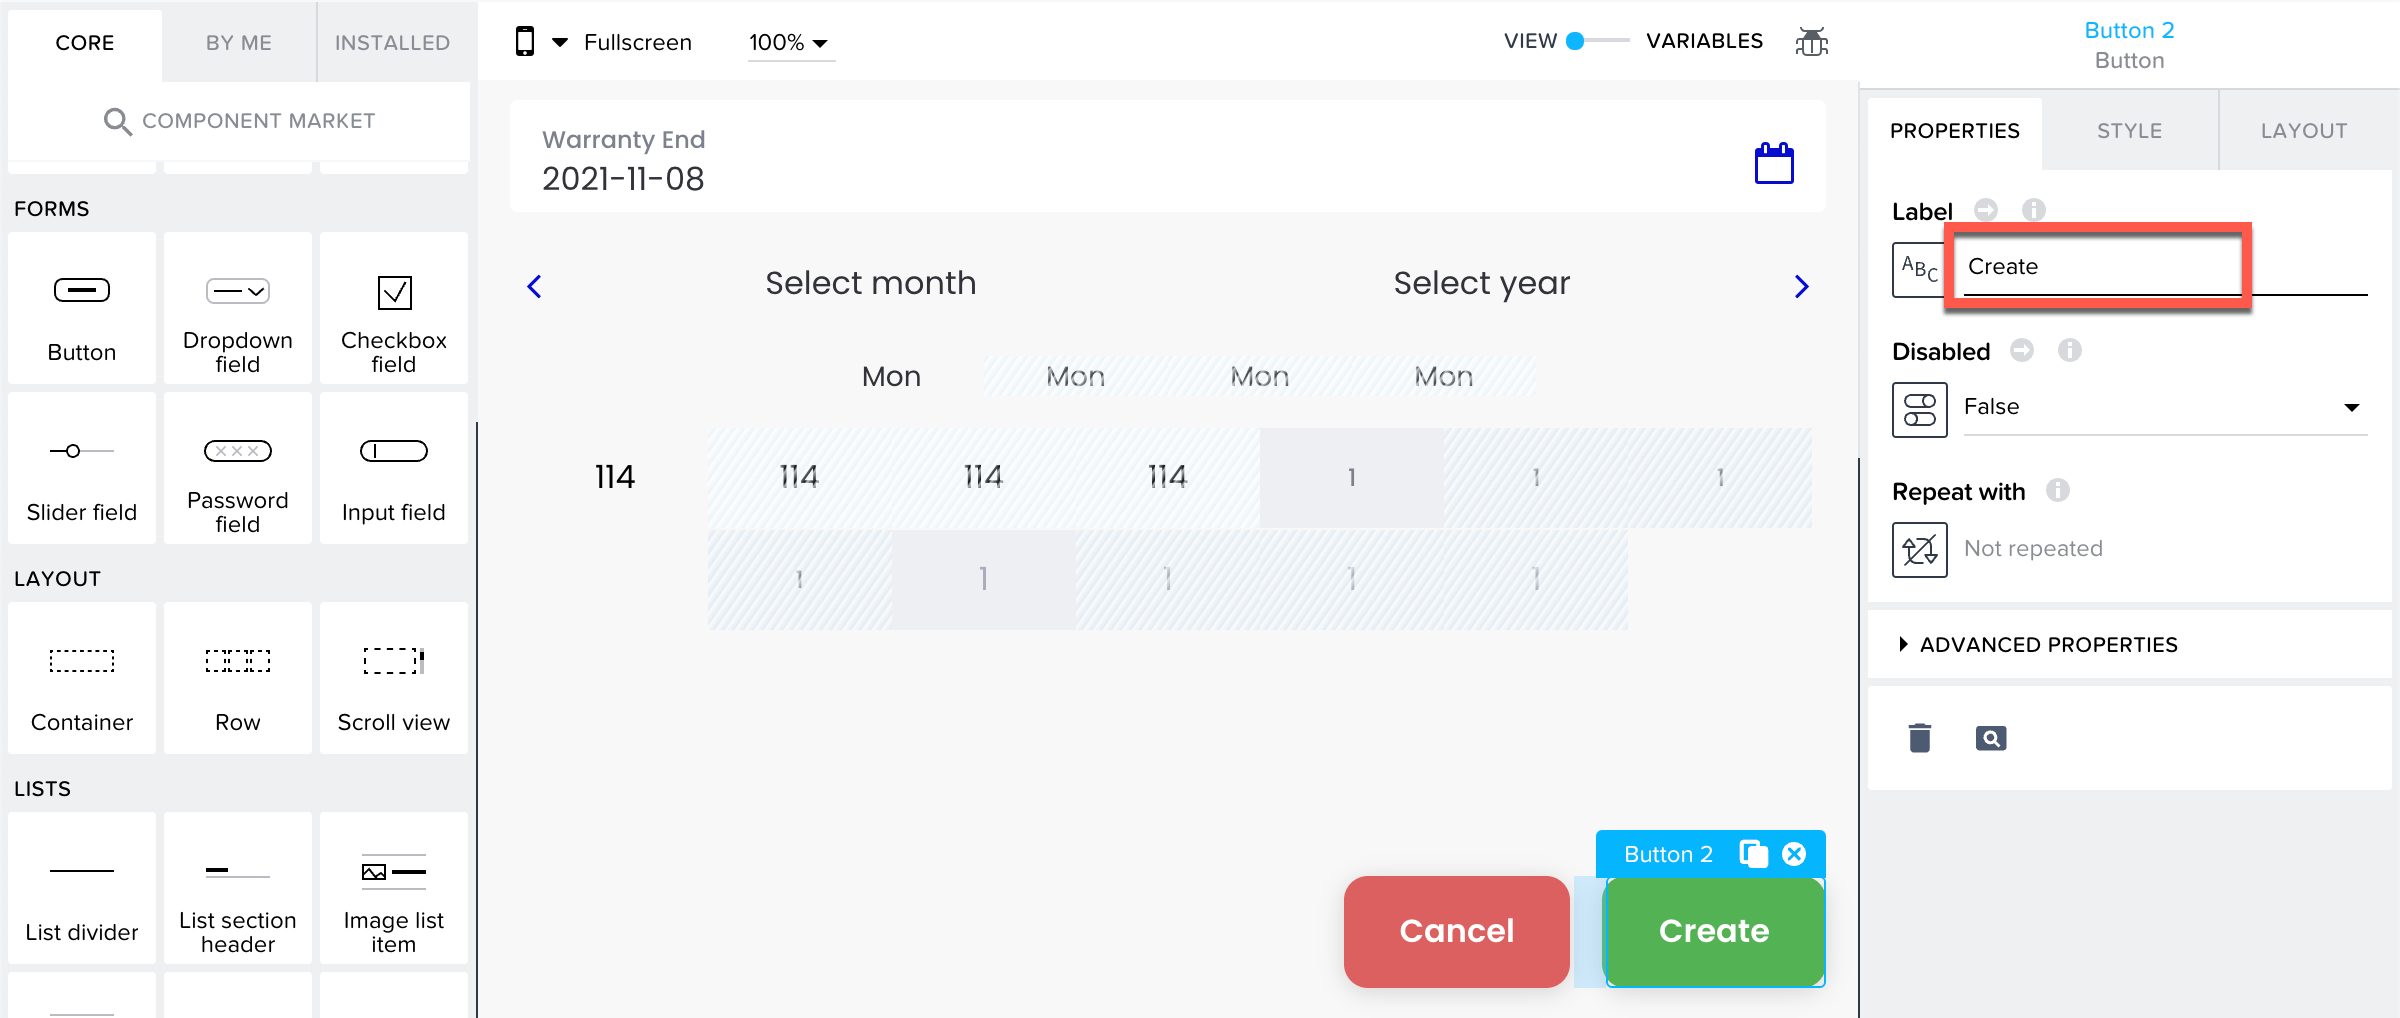 CORE
BY ME
INSTALLED
Fullscreen
100%
VIEW
VARIABLES
Button 2
Button
COMPONENT MARKET
PROPERTIES
STYLE
LAYOUT
Warranty End
2021-11-08
FORMS
Button
Dropdown
field
Checkbox
field
Slider field
Password
field
Input field
LAYOUT
Container
Row
Scroll view
LISTS
List divider
List section
header
Image list
item
Select month
Select year
Mon
Mon
Mon
Mon
114
114
114
114
1
1
1
1
1
1
1
1
Button 2
Cancel
Create
Label
ABC
Create
Disabled
False
Repeat with
Not repeated
ADVANCED PROPERTIES